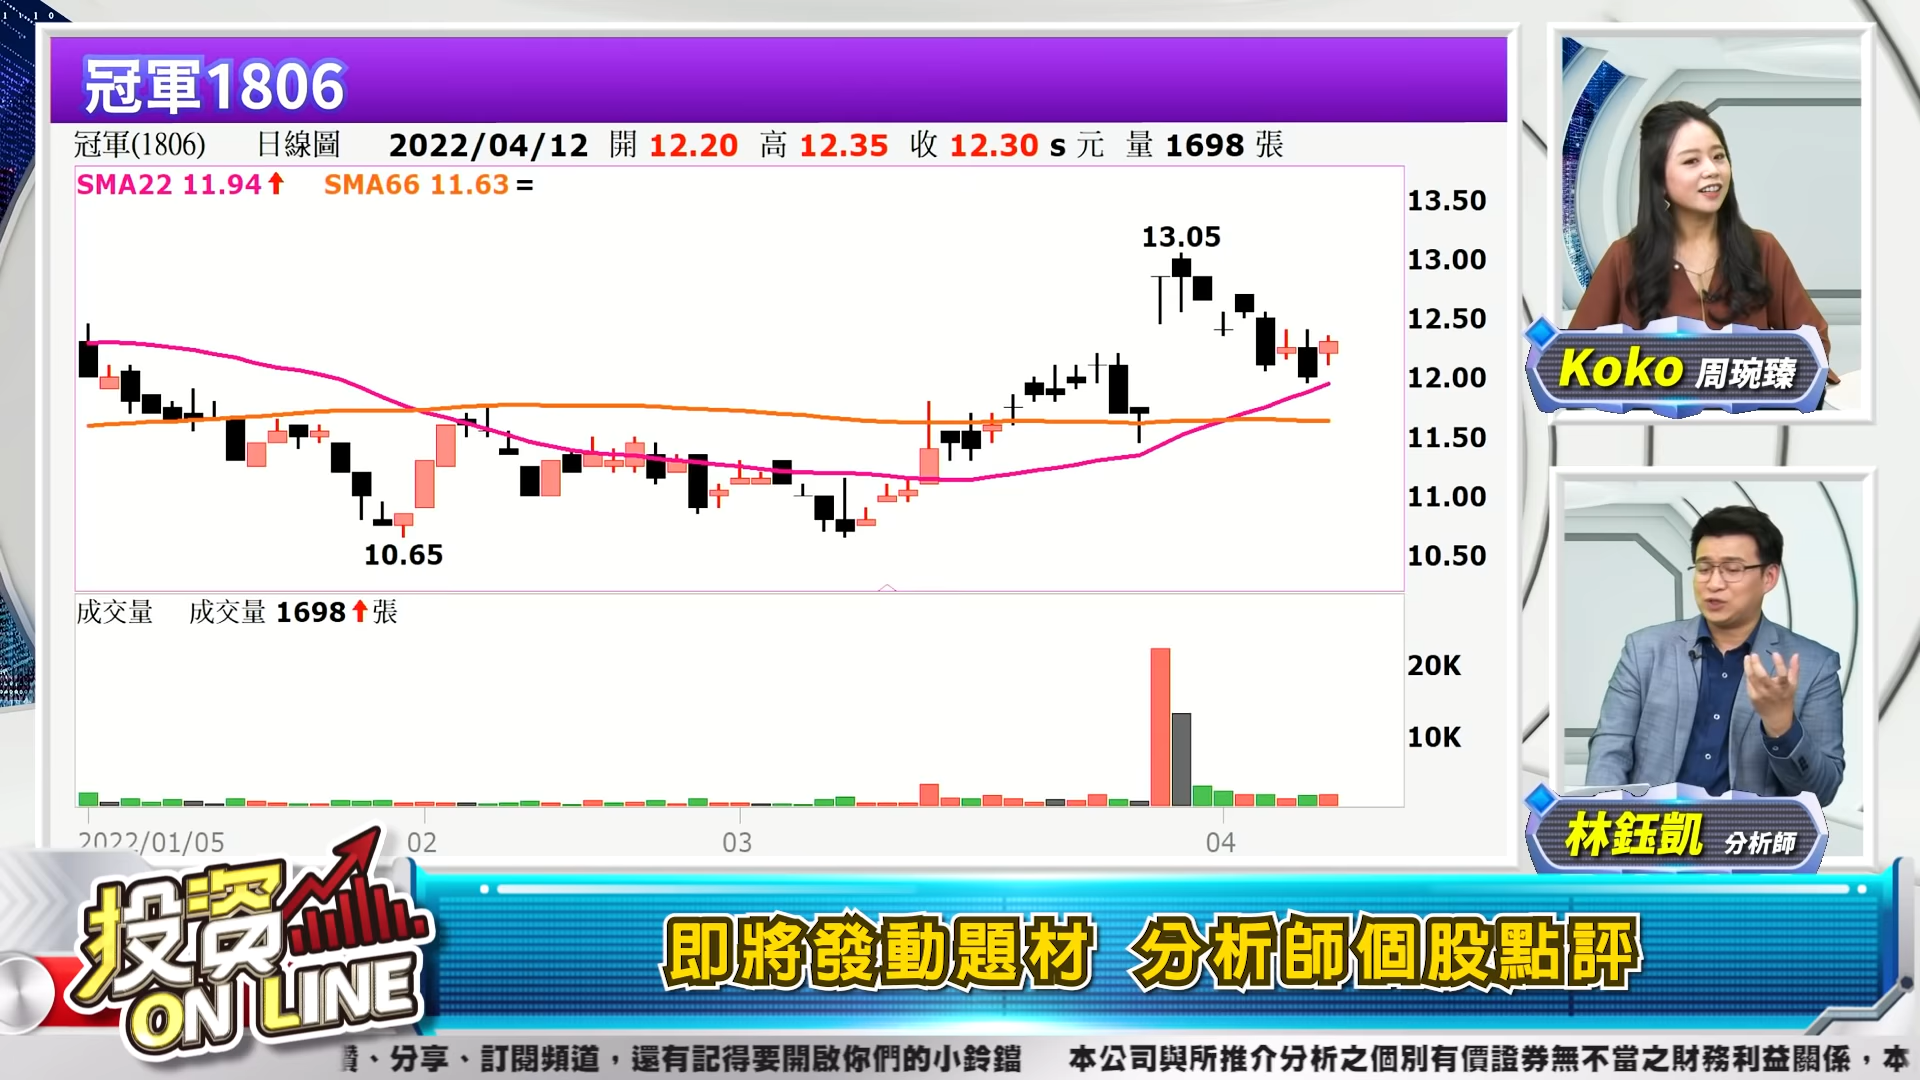 冠軍1806
冠軍(1806) 日線圖 2022/04/12 開 12.20 高 12.35 收 12.30 s 元 量 1698 張
SMA22 11.94↑ SMA66 11.63 =
13.50
13.05
13.00
12.50
12.00
11.50
11.00
10.65
10.50
成交量 成交量 1698↑張
20K
10K
2022/01/05 02 03 04
Koko 周琬臻
林鈺凱 分析師
投資
ON LINE
即將發動題材 分析師個股點評
、分享、訂閱頻道，還有記得要開啟你們的小鈴鐺 本公司與所推介分析之個別有價證券無不當之財務利益關係，本